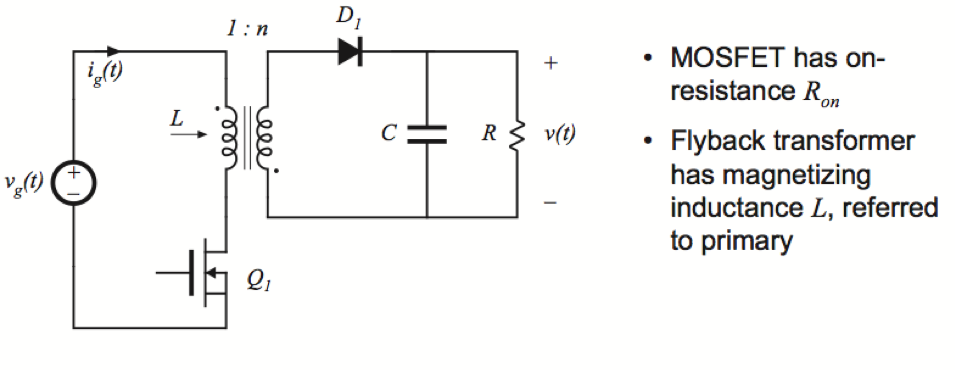 1 : n
D1
ig(t)
L
C
R
+
v(t)
–
vg(t)
+
–
Q1
• MOSFET has on-
resistance Ron
• Flyback transformer
has magnetizing
inductance L, referred
to primary